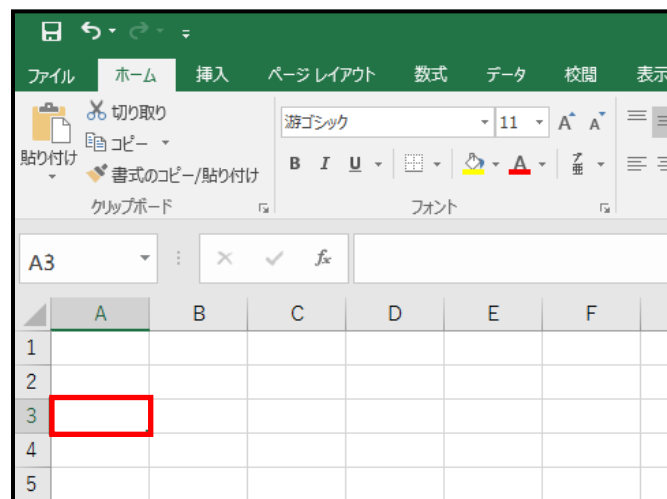 ファイル ホーム 挿入 ページ レイアウト 数式 データ 校閲 表示
切り取り
コピー
貼り付け
書式のコピー/貼り付け
クリップボード
游ゴシック 11 A A
B I U A ア亜
フォント
A3 fx
A B C D E F
1
2
3
4
5